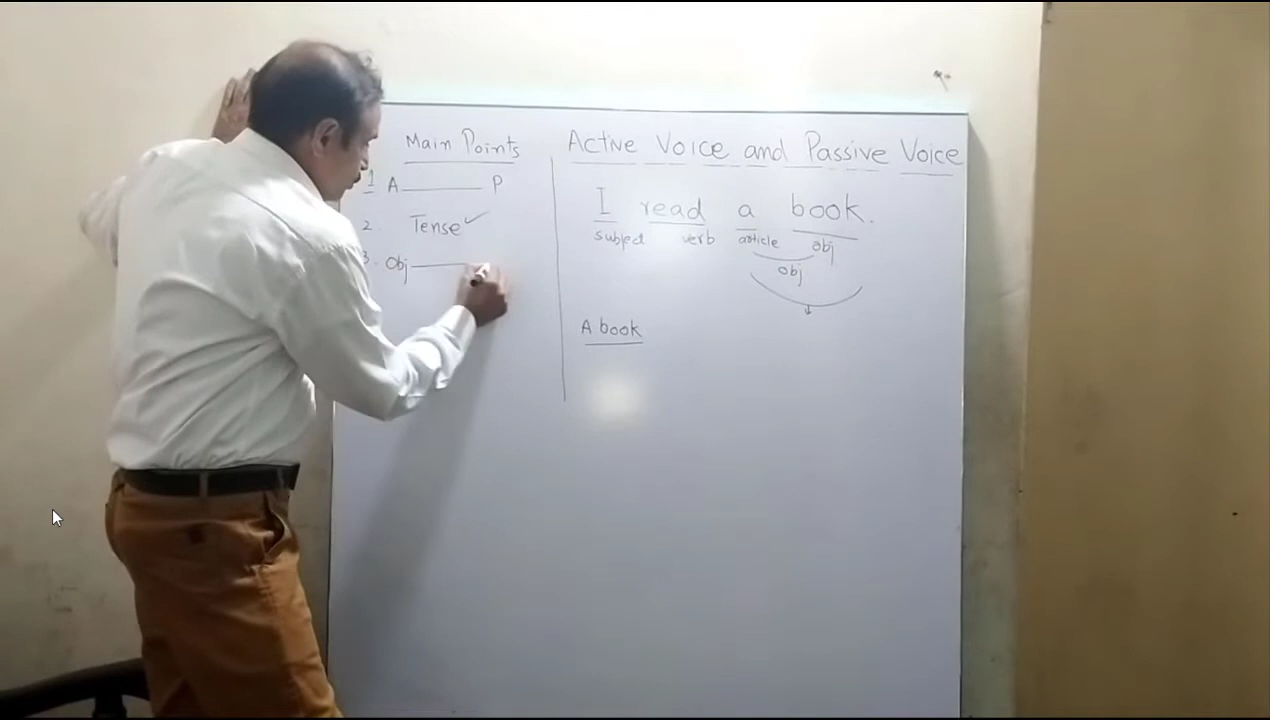 Main Points
1 A———— P
2. Tense ✓
3. Obj————
Active Voice and Passive Voice
I read a book.
subject verb article obj
obj
A book